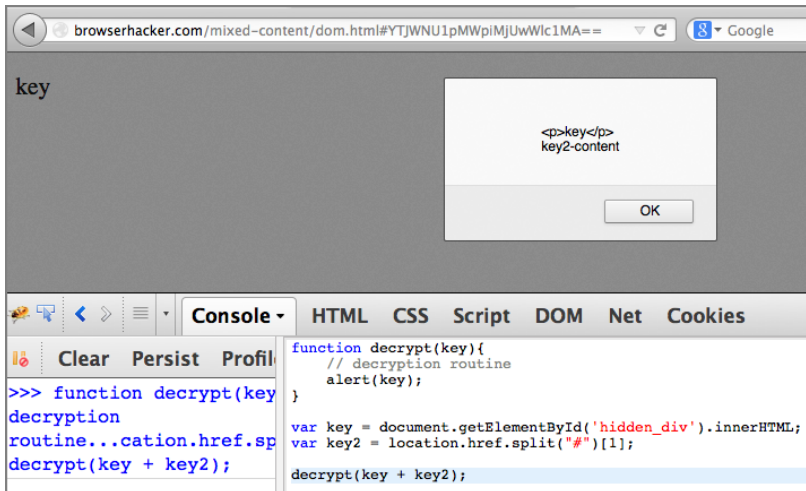 browserhacker.com/mixed-content/dom.html#YTJWNU1pMWpiMjUwWlc1MA==
Google
key
<p>key</p>
key2-content
OK
Console
HTML
CSS
Script
DOM
Net
Cookies
Clear
Persist
Profile
>>> function decrypt(key
decryption
routine...cation.href.sp
decrypt(key + key2);
function decrypt(key){
// decryption routine
alert(key);
}
var key = document.getElementById('hidden_div').innerHTML;
var key2 = location.href.split("#")[1];
decrypt(key + key2);